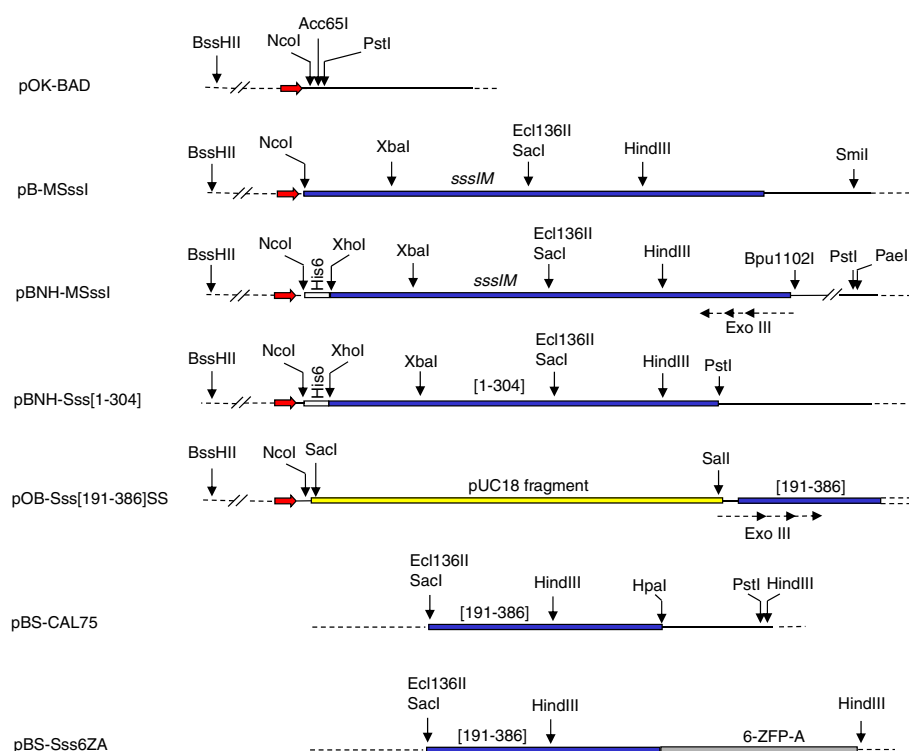 Acc65I
BssHII NcoI PstI
pOK-BAD
Ecl136II
BssHII NcoI XbaI SacI HindIII SmiI
sssIM
pB-MSssI
Ecl136II
BssHII NcoI His6 XhoI XbaI SacI HindIII Bpu1102I PstI PaeI
sssIM
pBNH-MSssI
Exo III
Ecl136II
BssHII NcoI His6 XhoI XbaI SacI HindIII PstI
[1-304]
pBNH-Sss[1-304]
BssHII NcoI SacI SalI
pUC18 fragment [191-386]
pOB-Sss[191-386]SS
Exo III
Ecl136II
SacI HindIII HpaI PstI HindIII
[191-386]
pBS-CAL75
Ecl136II
SacI HindIII HindIII
[191-386] 6-ZFP-A
pBS-Sss6ZA